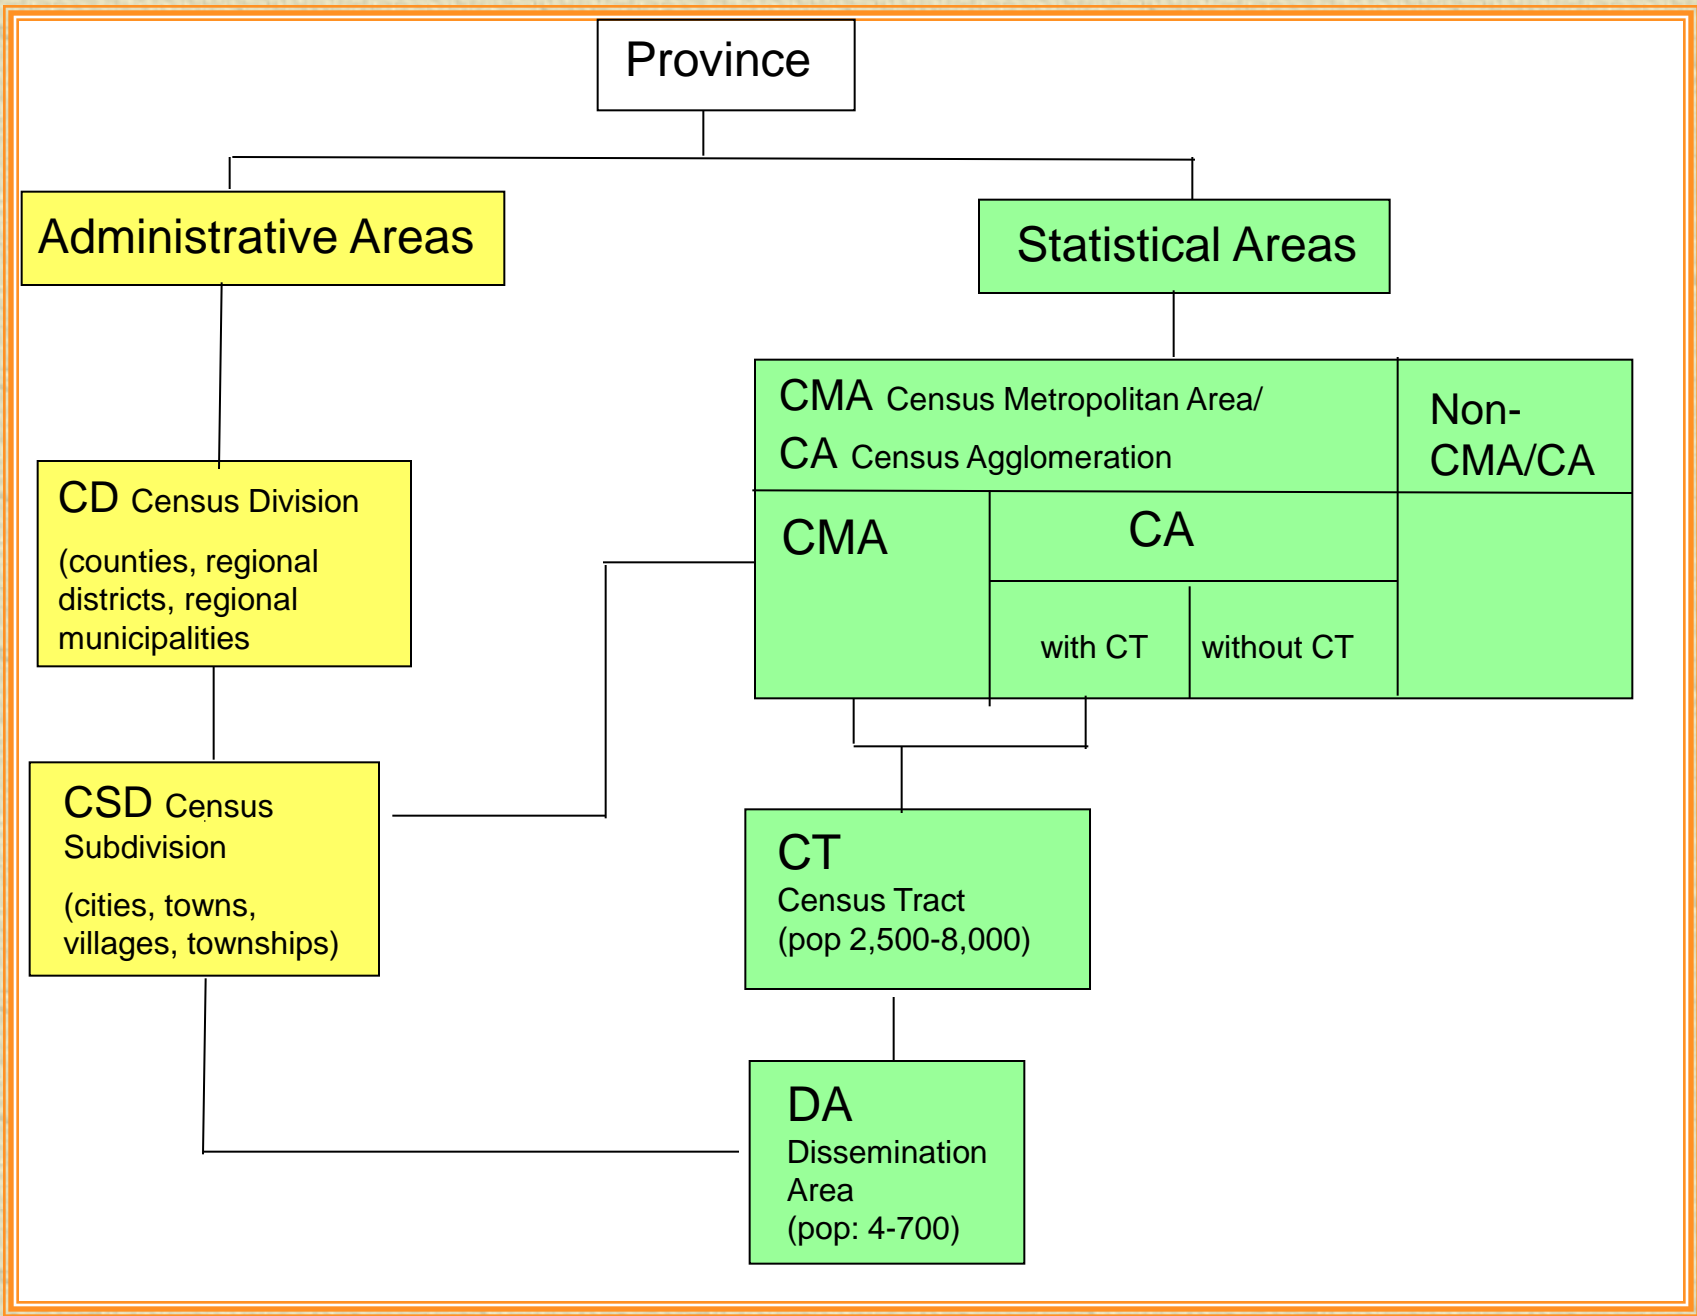 Province
Administrative Areas
Statistical Areas
CMA Census Metropolitan Area/
CA Census Agglomeration
Non-
CMA/CA
CD Census Division
(counties, regional
districts, regional
municipalities
CMA
CA
with CT
without CT
CSD Census
Subdivision
(cities, towns,
villages, townships)
CT
Census Tract
(pop 2,500-8,000)
DA
Dissemination
Area
(pop: 4-700)